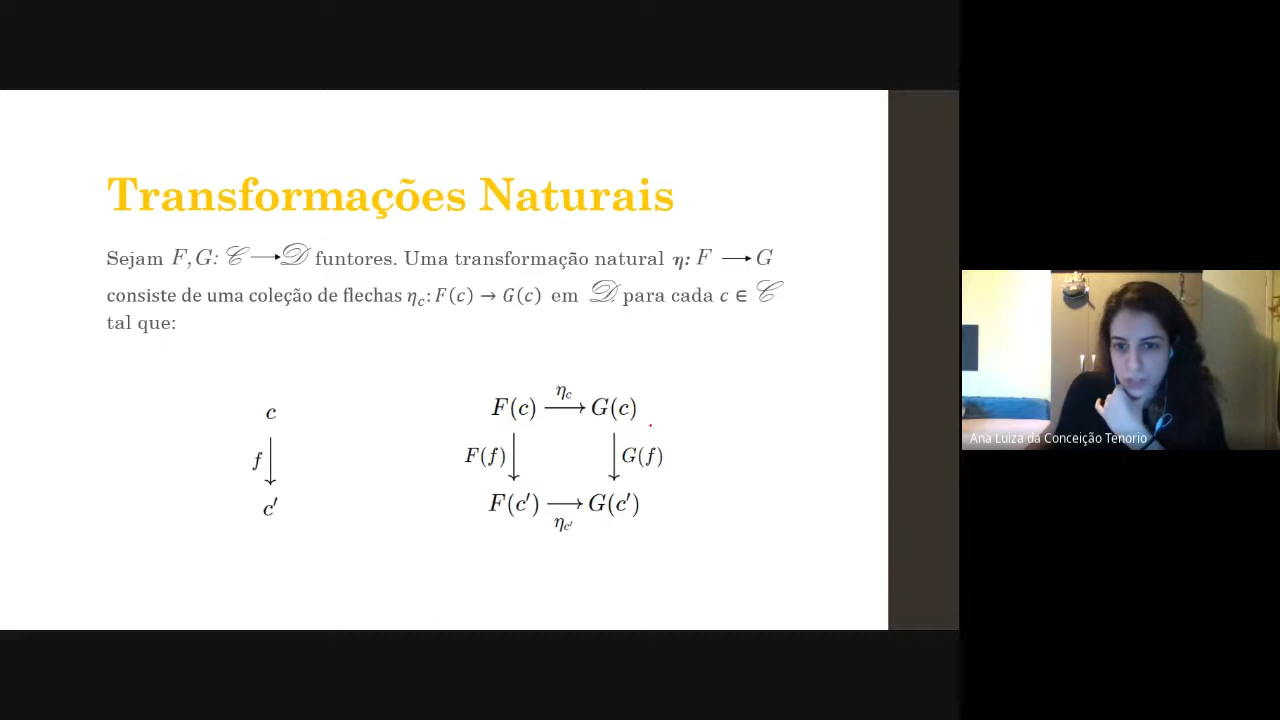 Transformações Naturais
Sejam F, G: 𝒞 ⟶ 𝒟 funtores. Uma transformação natural η: F ⟶ G
consiste de uma coleção de flechas η_c: F(c) → G(c) em 𝒟 para cada c ∈ 𝒞
tal que:
c
f
c′
F(c) η_c G(c)
F(f) G(f)
F(c′) η_c′ G(c′)
Ana Luiza da Conceição Tenorio